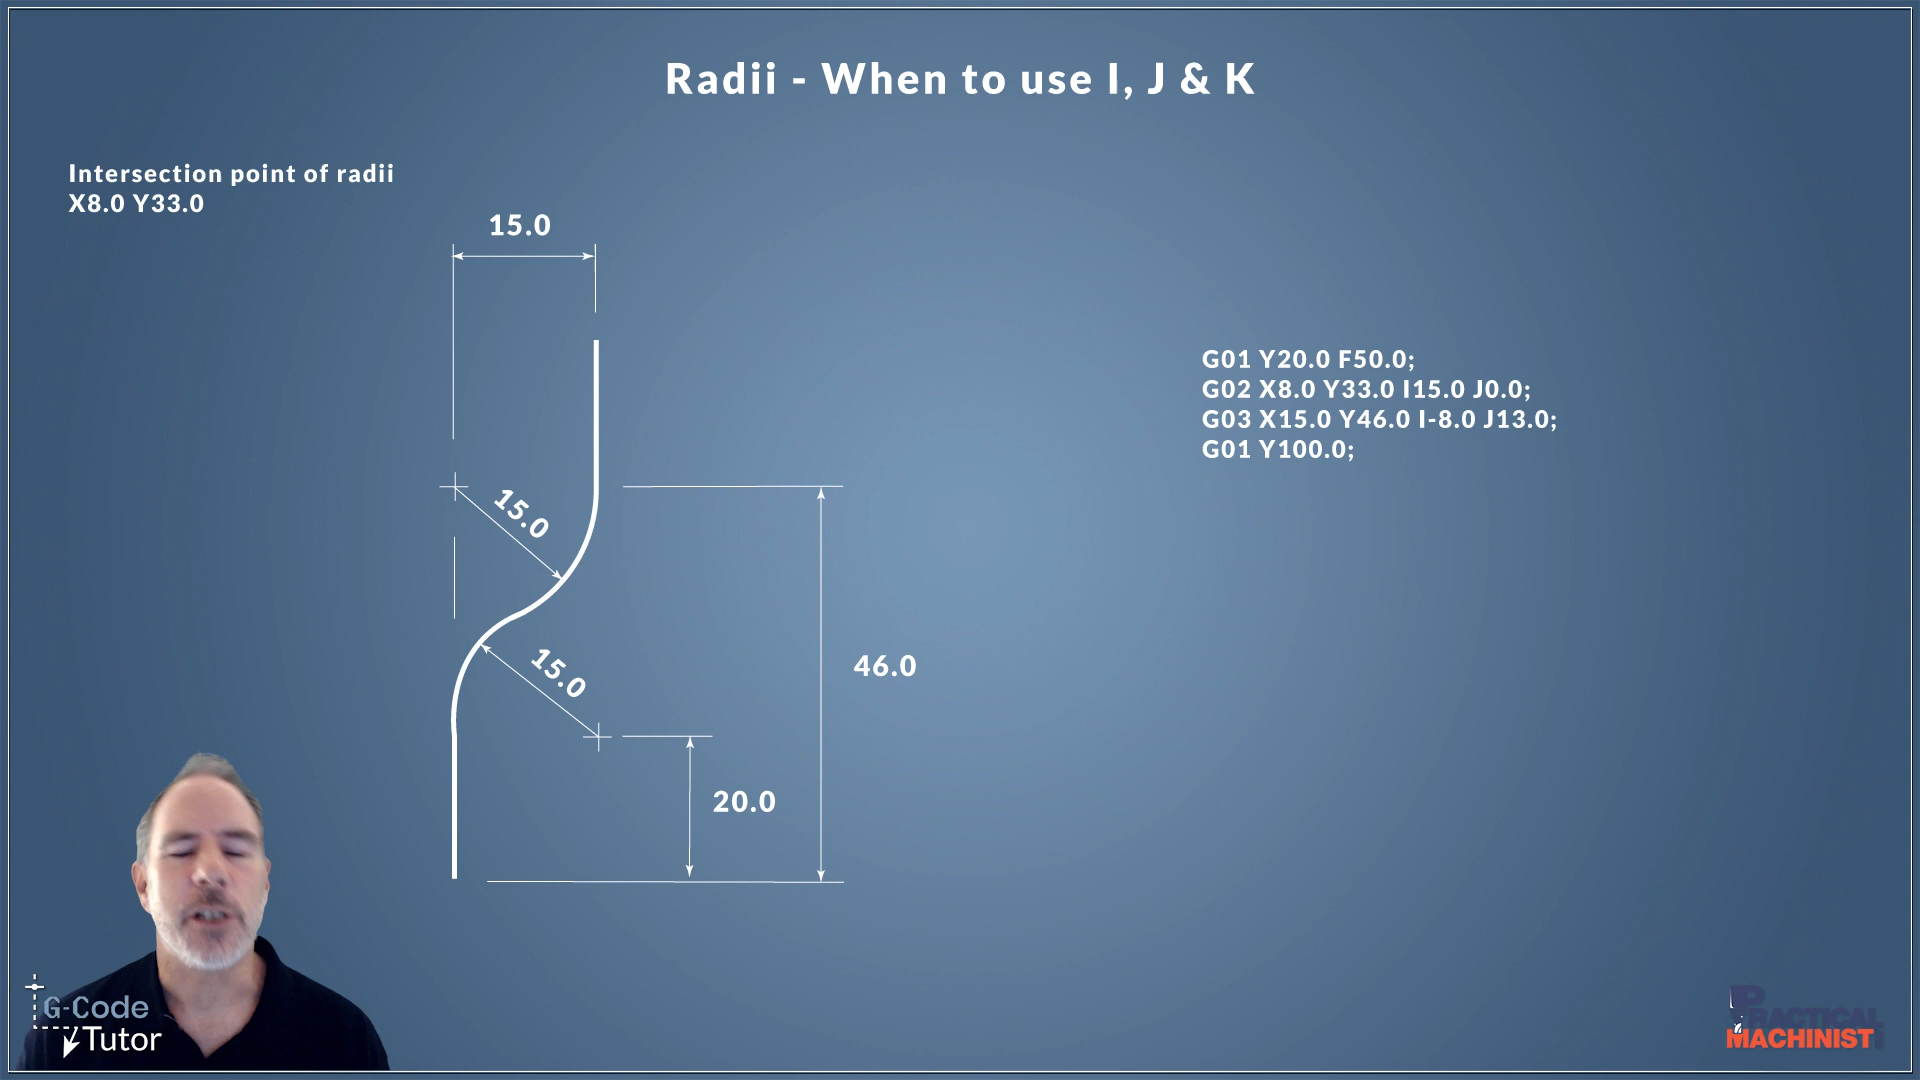 Radii - When to use I, J & K
Intersection point of radii
X8.0 Y33.0
15.0
G01 Y20.0 F50.0;
G02 X8.0 Y33.0 I15.0 J0.0;
G03 X15.0 Y46.0 I-8.0 J13.0;
G01 Y100.0;
15.0
15.0
46.0
20.0
G-Code
Tutor
PRACTICAL
MACHINIST